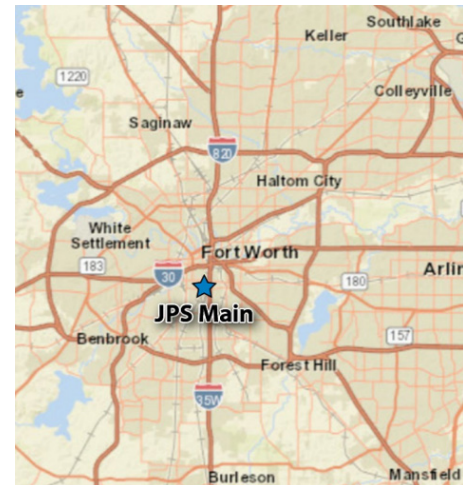 Southlake
Keller
G
1220
Colleyville
e
Saginaw
820
Haltom City
White
Settlement
Fort Worth
183
30
180
Arlin
JPS Main
157
Benbrook
Forest Hill
35W
Burleson
Mansfield